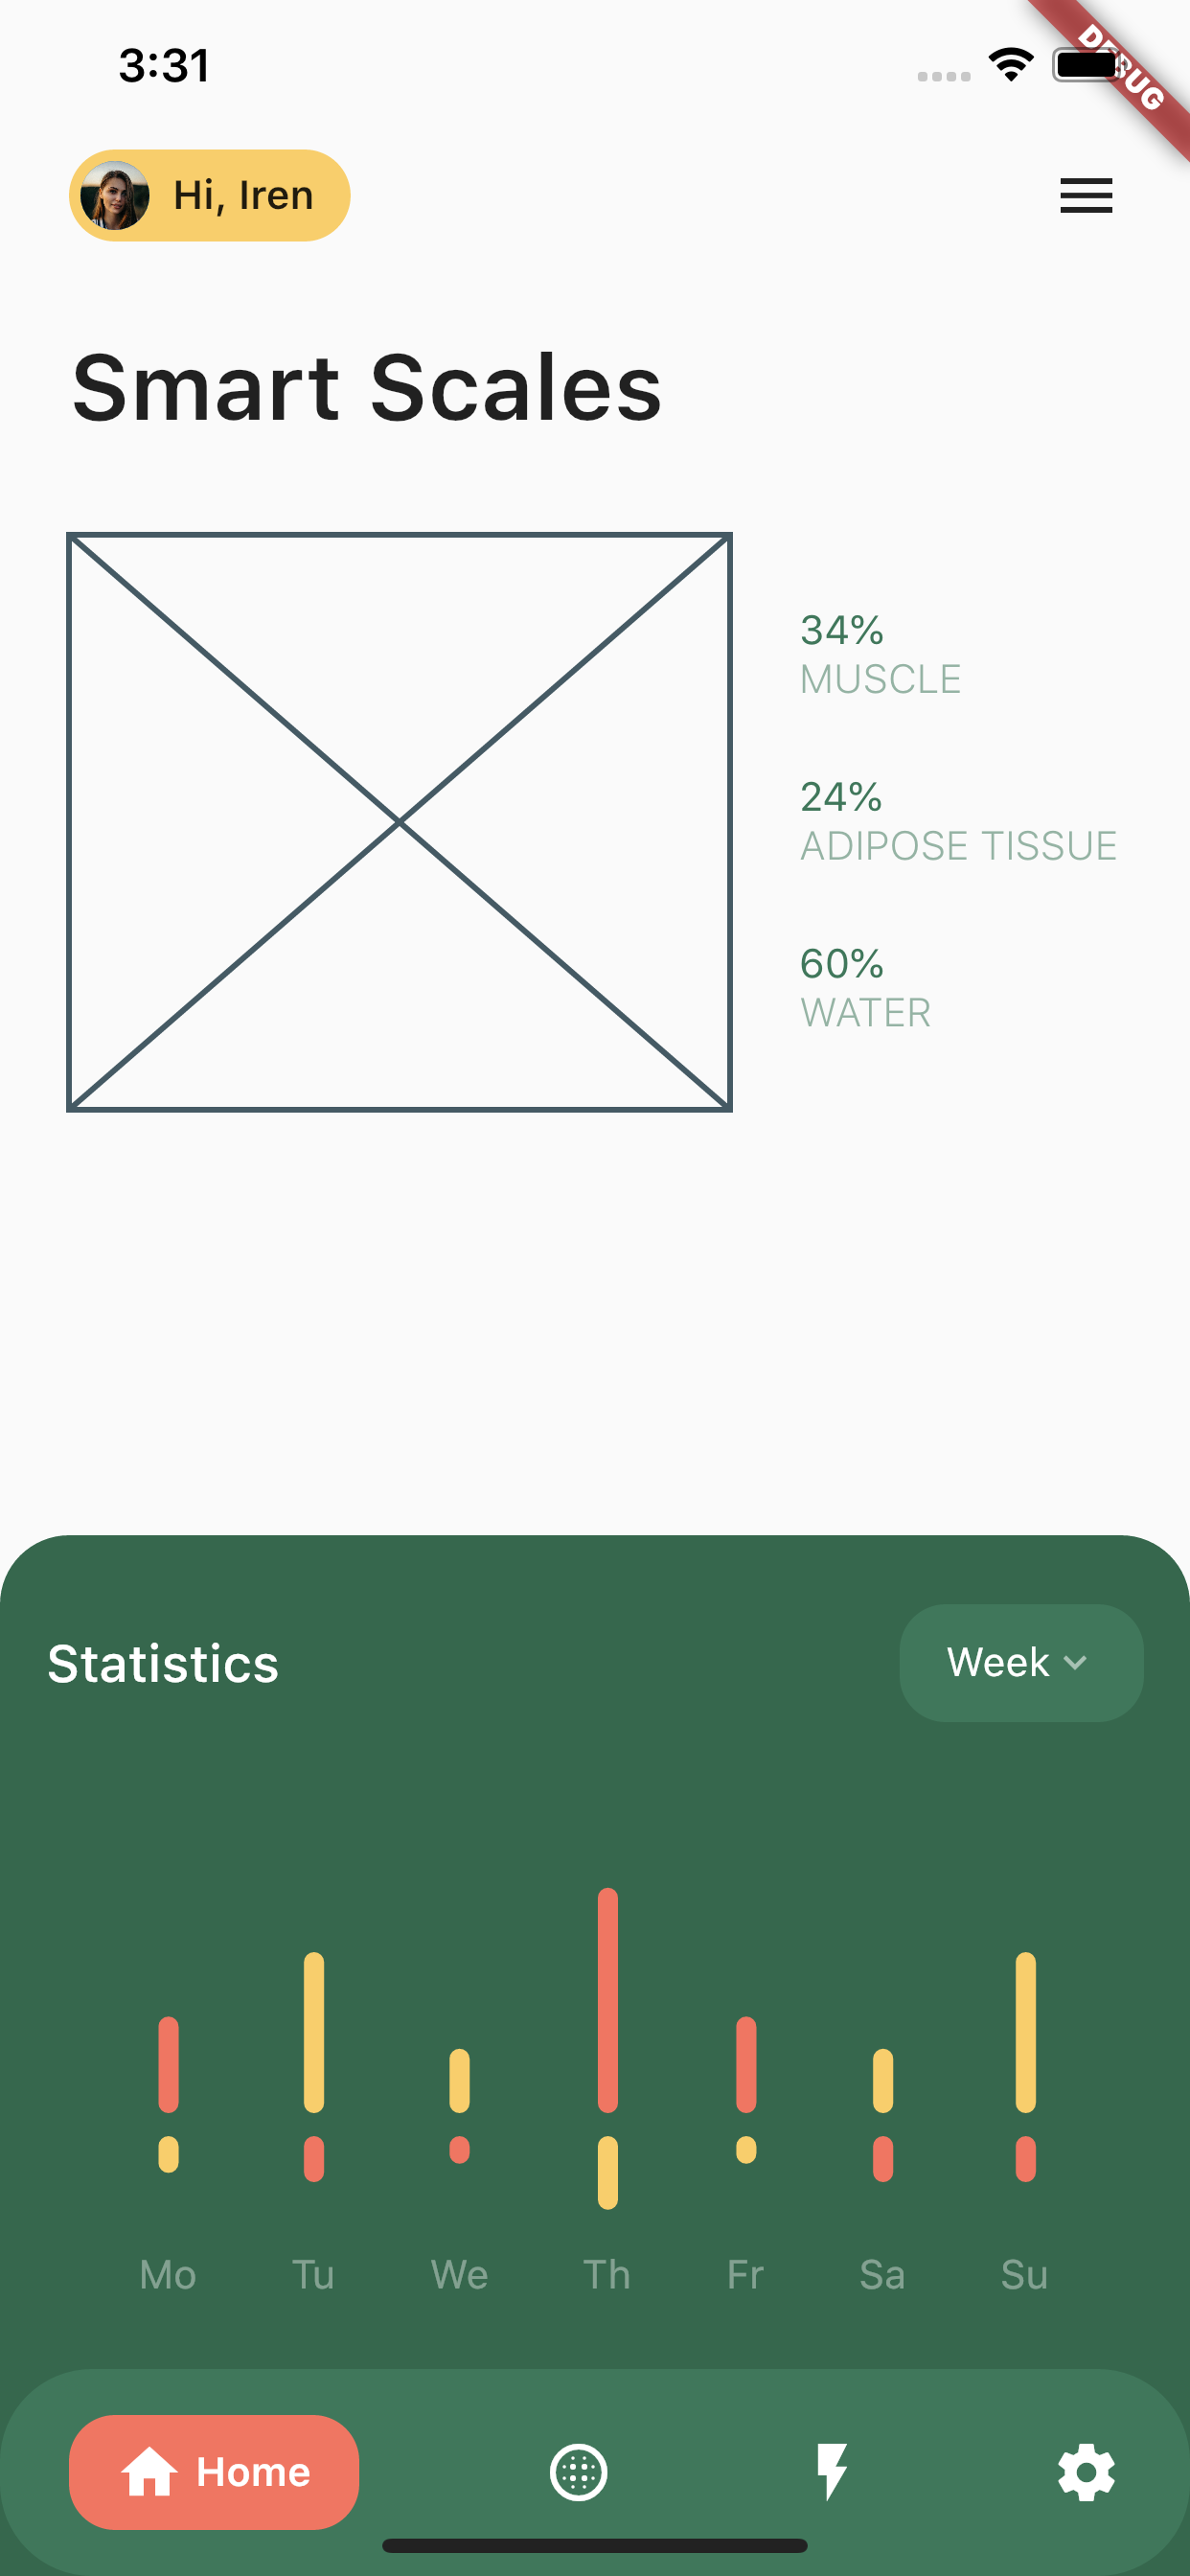 3:31
DEBUG
Hi, Iren
Smart Scales
34%
MUSCLE
24%
ADIPOSE TISSUE
60%
WATER
Statistics
Week
Mo Tu We Th Fr Sa Su
Home